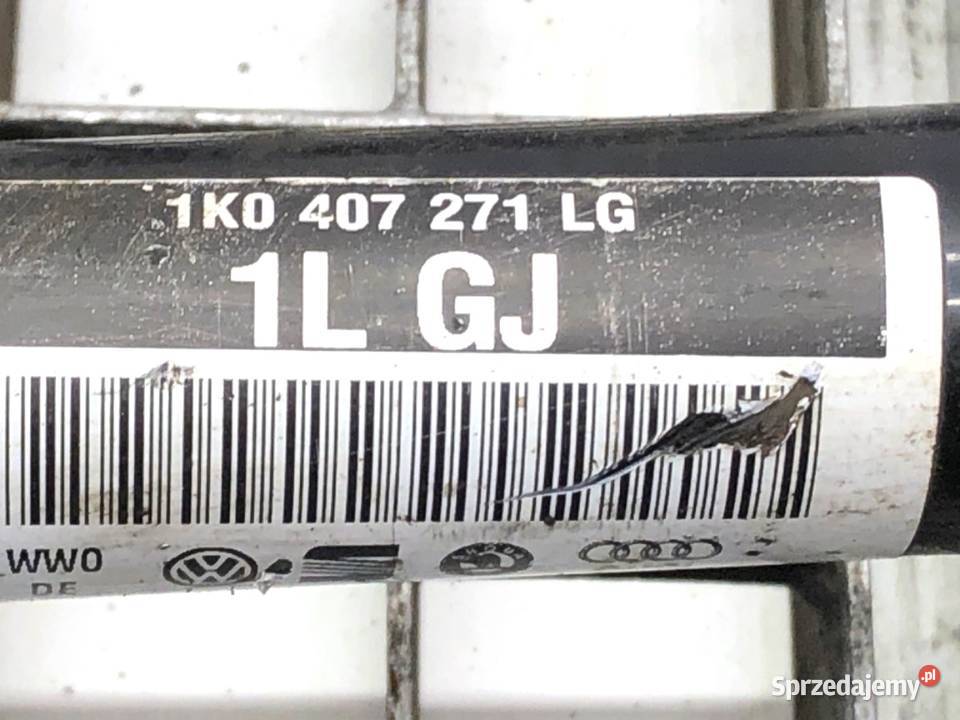 1K0 407 271 LG
1L GJ
WW0
DE
Sprzedajemy.pl